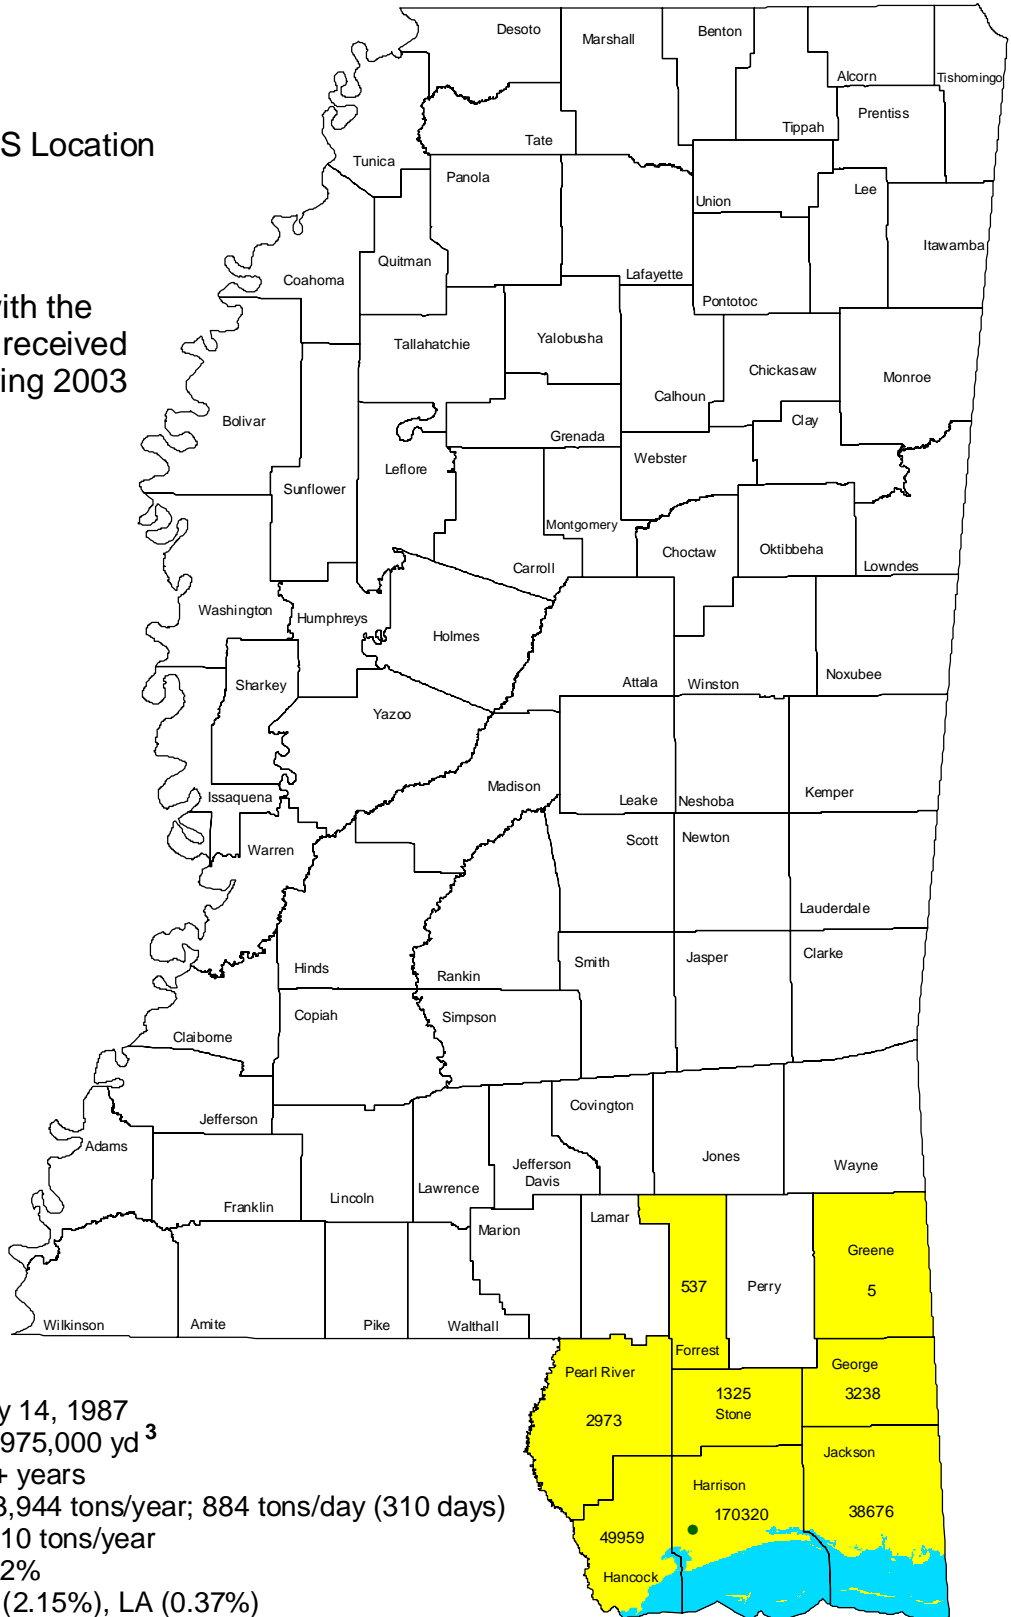 Desoto
Marshall
Benton
Alcorn
Tishomingo
Tippah
Prentiss
S Location
Tate
Tunica
Panola
Union
Lee
Quitman
Coahoma
Lafayette
Itawamba
Pontotoc
ith the
received
ing 2003
Tallahatchie
Yalobusha
Chickasaw
Monroe
Calhoun
Bolivar
Clay
Grenada
Webster
Leflore
Sunflower
Montgomery
Choctaw
Oktibbeha
Carroll
Lowndes
Washington
Humphreys
Holmes
Sharkey
Attala
Winston
Noxubee
Yazoo
Madison
Issaquena
Leake
Neshoba
Kemper
Warren
Scott
Newton
Lauderdale
Hinds
Rankin
Smith
Jasper
Clarke
Copiah
Simpson
Claiborne
Covington
Jefferson
Adams
Jefferson
Davis
Jones
Wayne
Lawrence
Lincoln
Franklin
Marion
Lamar
Greene
5
537
Perry
Wilkinson
Amite
Pike
Walthall
Forrest
Pearl River
2973
1325
Stone
George
3238
Jackson
38676
Harrison
170320
49959
Hancock
y 14, 1987
975,000 yd 3
+ years
3,944 tons/year; 884 tons/day (310 days)
10 tons/year
2%
(2.15%), LA (0.37%)